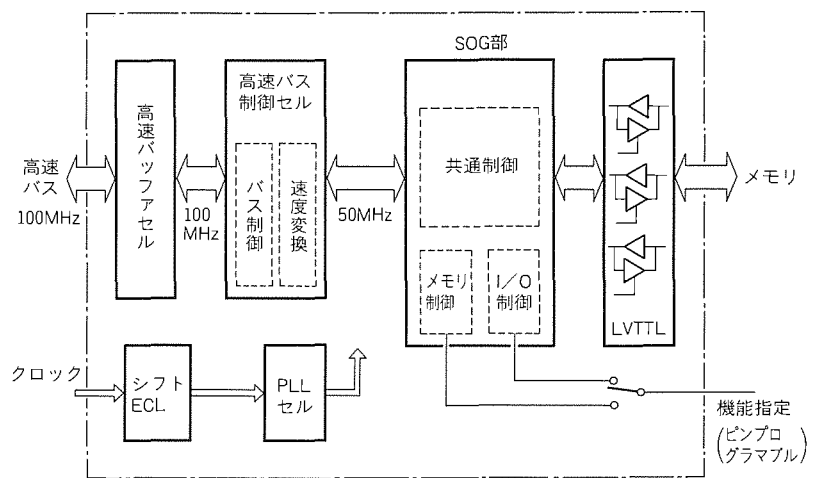 SOG部
高速バス
制御セル
高速バッファセル
バス制御
速度変換
共通制御
メモリ
制御
I/O
制御
LVTTL
高速
バス
100MHz
100
MHz
50MHz
メモリ
クロック
シフト
ECL
PLL
セル
機能指定
(ピンプロ
グラマブル)